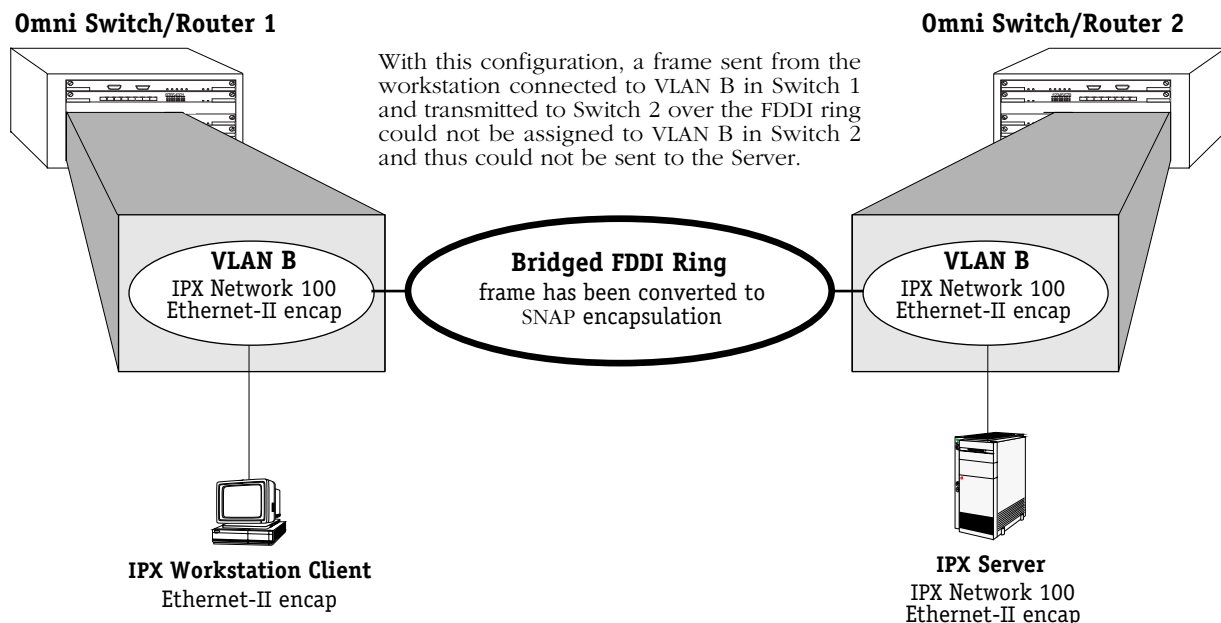 Omni Switch/Router 1
Omni Switch/Router 2
With this configuration, a frame sent from the
workstation connected to VLAN B in Switch 1
and transmitted to Switch 2 over the FDDI ring
could not be assigned to VLAN B in Switch 2
and thus could not be sent to the Server.
VLAN B
IPX Network 100
Ethernet-II encap
Bridged FDDI Ring
frame has been converted to
SNAP encapsulation
VLAN B
IPX Network 100
Ethernet-II encap
IPX Workstation Client
Ethernet-II encap
IPX Server
IPX Network 100
Ethernet-II encap